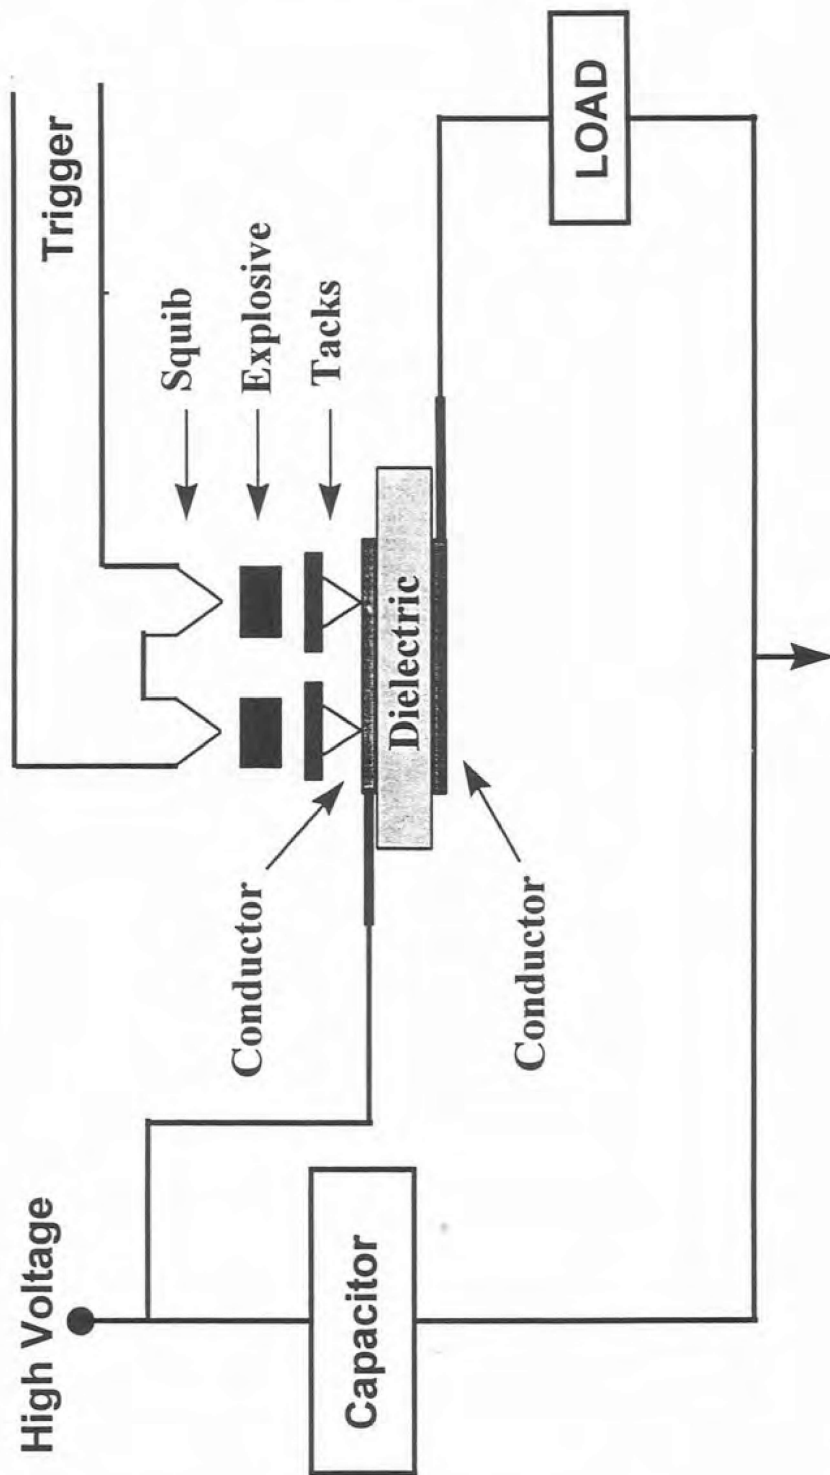 High Voltage
Capacitor
Conductor
Conductor
Dielectric
Squib
Explosive
Tacks
Trigger
LOAD